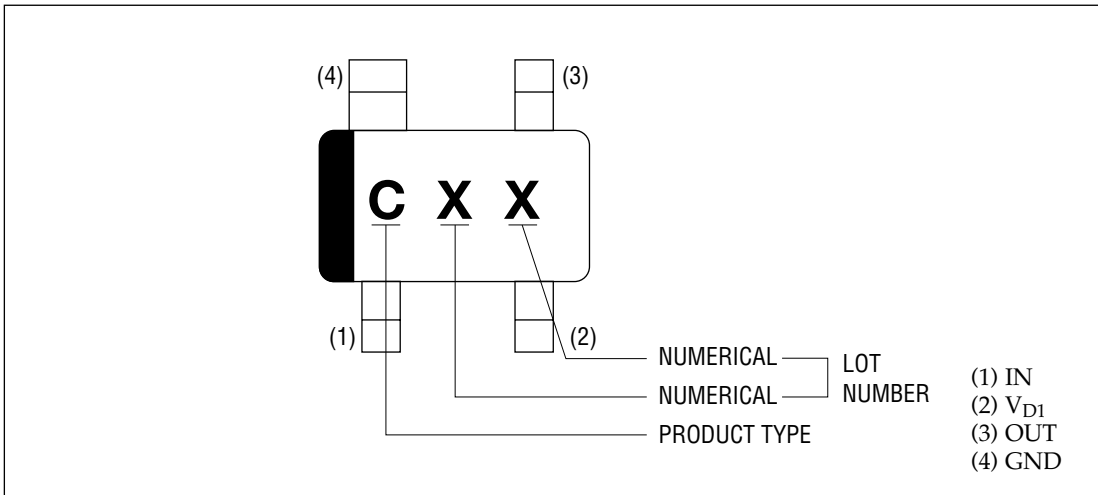 (4)
(3)
C X X
(1)
(2)
NUMERICAL
NUMERICAL
LOT
NUMBER
PRODUCT TYPE
(1) IN
(2) VD1
(3) OUT
(4) GND